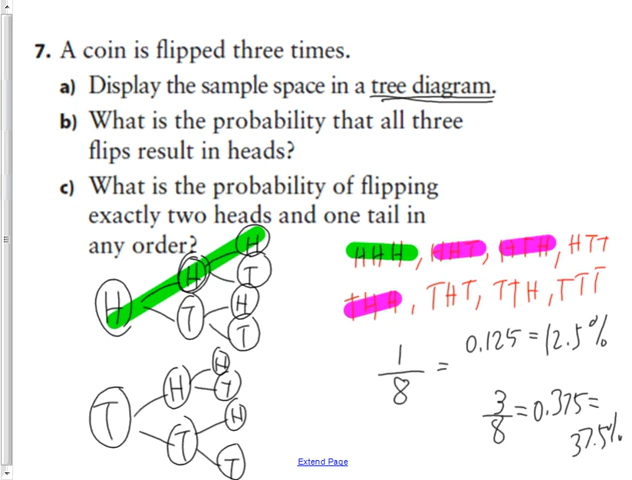 7. A coin is flipped three times.
a) Display the sample space in a tree diagram.
b) What is the probability that all three
flips result in heads?
c) What is the probability of flipping
exactly two heads and one tail in
any order?
H
H
H
T
T
H
T
HHH, HHT, HTH, HTT
THH, THT, TTH, TTT
1/8 = 0.125 = 12.5%
3/8 = 0.375 =
37.5%
T
H
H
T
T
H
T
Extend Page